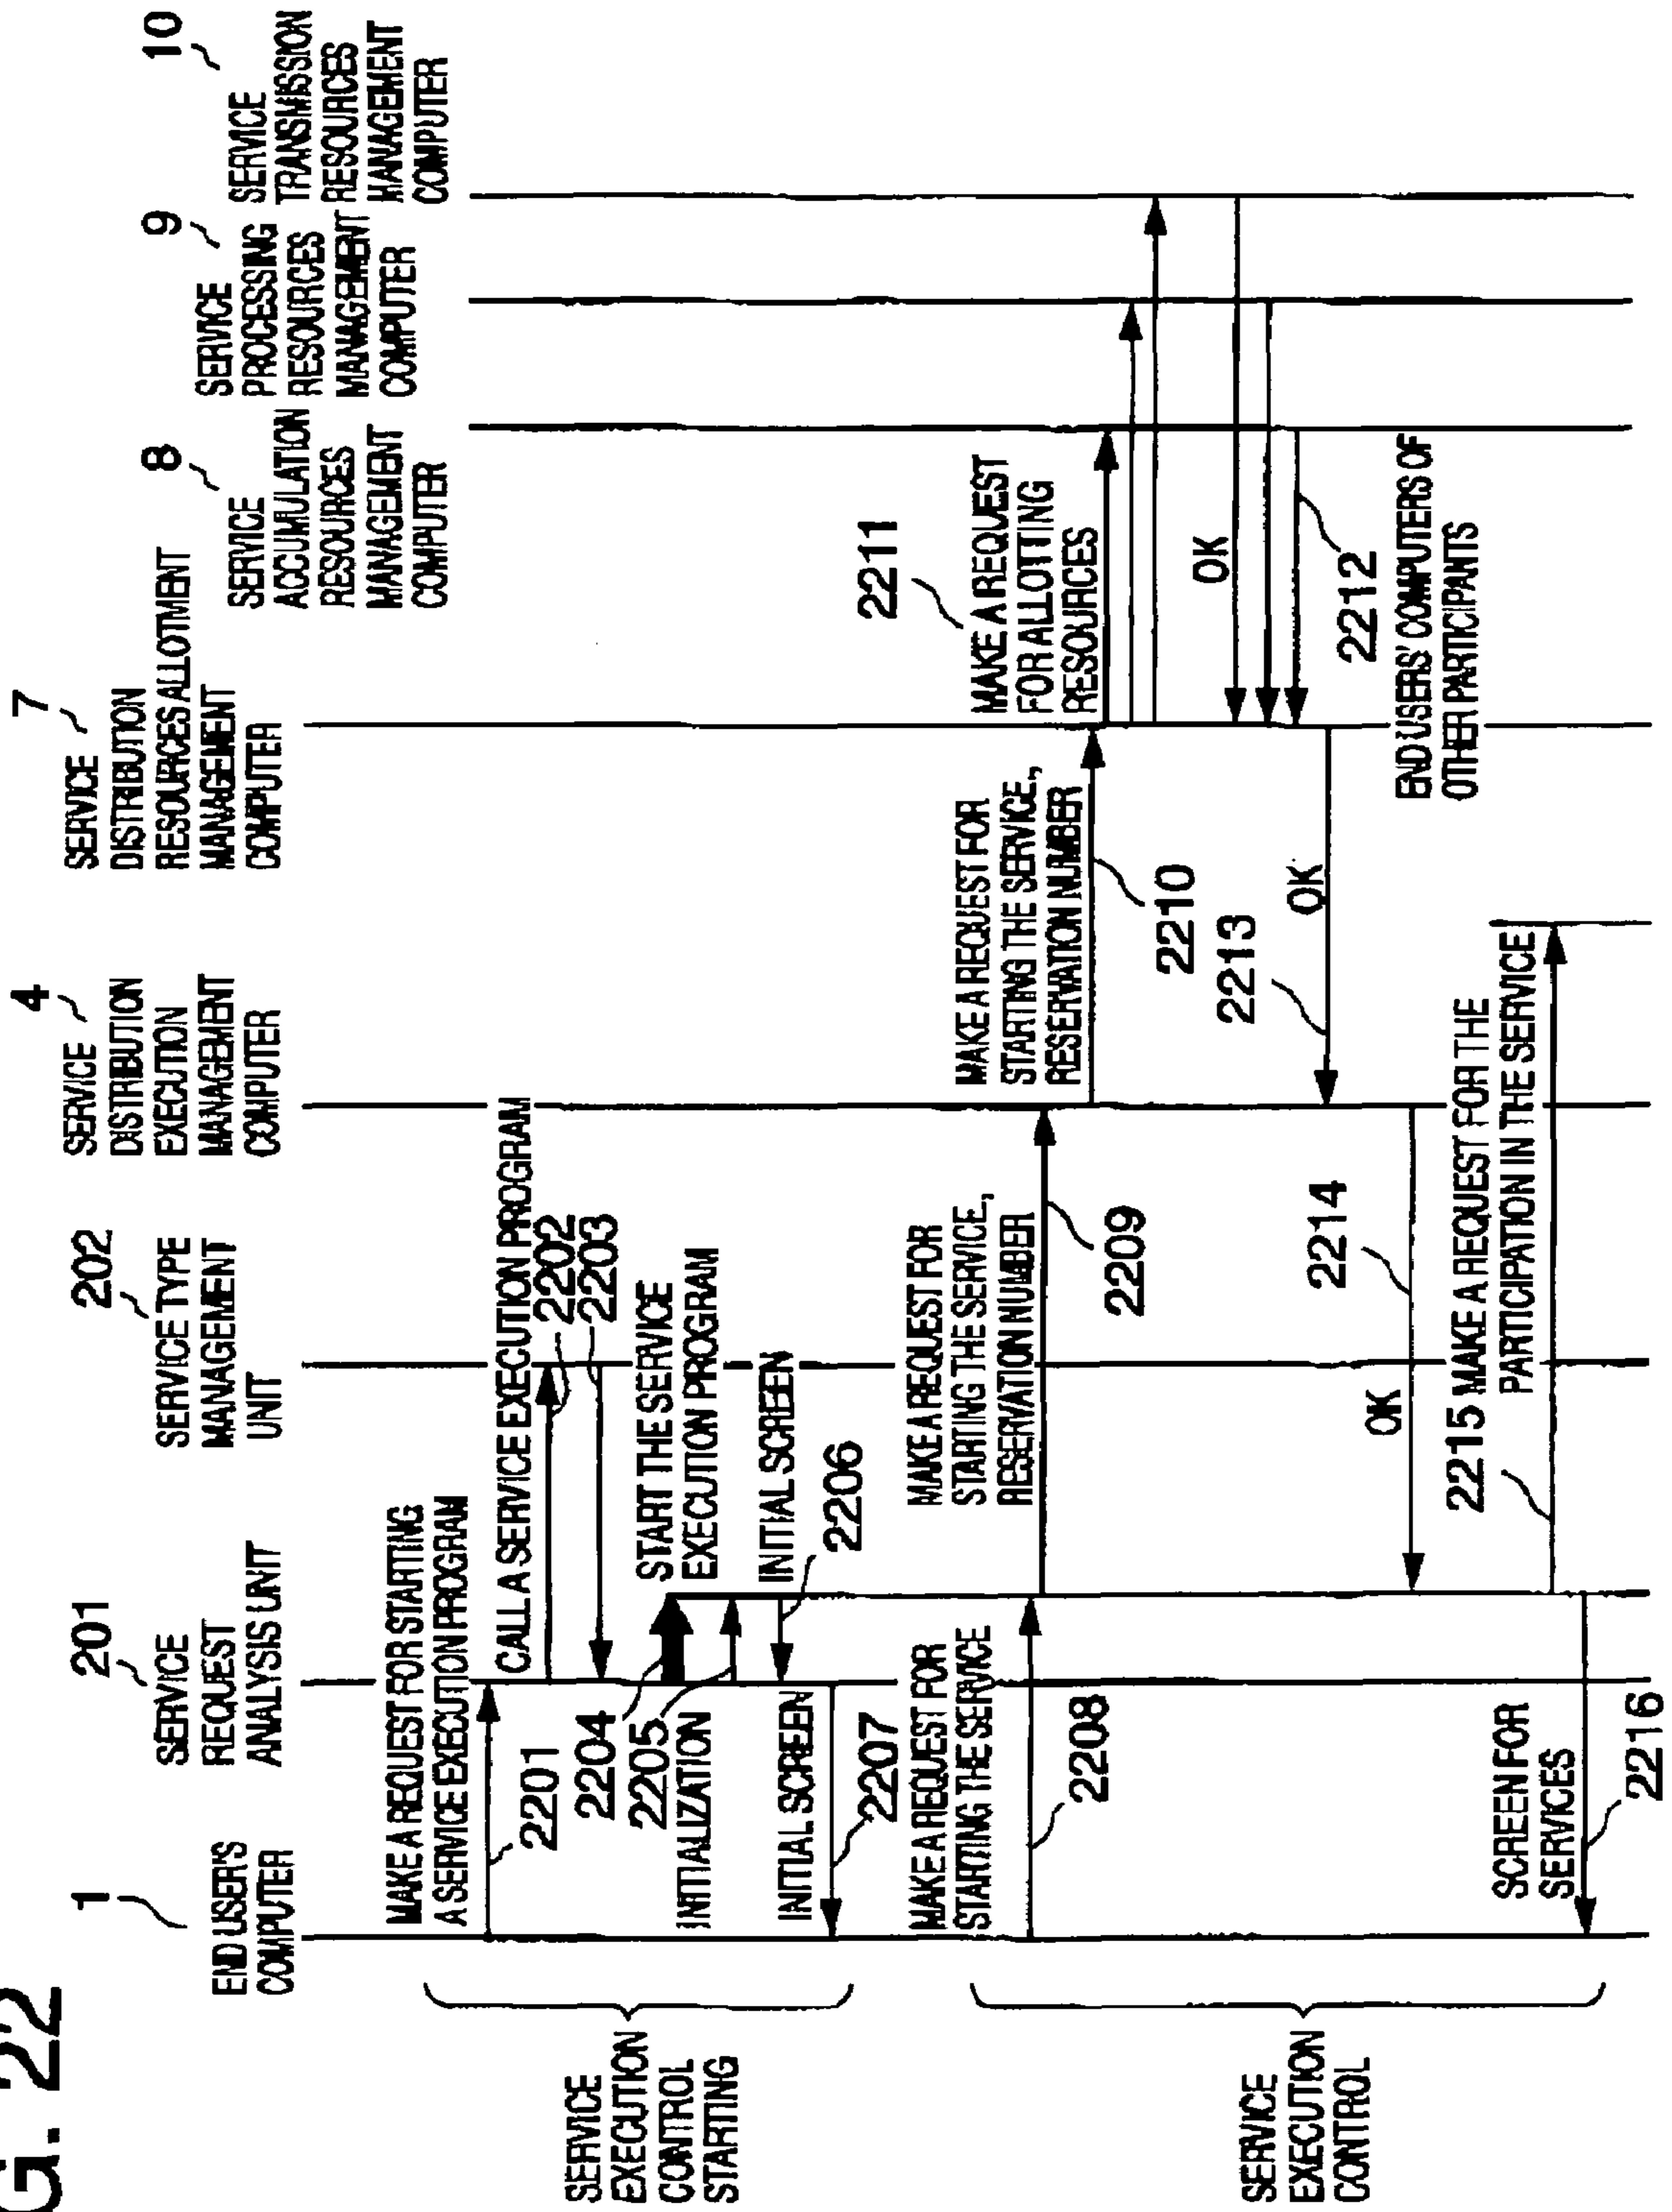 G. 22
1
END USER'S
COMPUTER
201
SERVICE
REQUEST
ANALYSIS UNIT
202
SERVICE TYPE
MANAGEMENT
UNIT
4
SERVICE
DISTRIBUTION
EXECUTION
MANAGEMENT
COMPUTER
7
SERVICE
DISTRIBUTION
RESOURCES ALLOTMENT
MANAGEMENT
COMPUTER
8
SERVICE
ACCUMULATION
RESOURCES
MANAGEMENT
COMPUTER
9
SERVICE
PROCESSING
RESOURCES
MANAGEMENT
COMPUTER
10
SERVICE
TRANSMISSION
RESOURCES
MANAGEMENT
COMPUTER
SERVICE
EXECUTION
CONTROL
STARTING
MAKE A REQUEST FOR STARTING
A SERVICE EXECUTION PROGRAM
2201
CALL A SERVICE EXECUTION PROGRAM
2202
2203
2204
START THE SERVICE
EXECUTION PROGRAM
2205
INITIALIZATION
INITIAL SCREEN
2206
INITIAL SCREEN
2207
SERVICE
EXECUTION
CONTROL
MAKE A REQUEST FOR
STARTING THE SERVICE
2208
MAKE A REQUEST FOR
STARTING THE SERVICE,
RESERVATION NUMBER
2209
MAKE A REQUEST FOR
STARTING THE SERVICE,
RESERVATION NUMBER
2210
2211
MAKE A REQUEST
FOR ALLOTTING
RESOURCES
OK
2212
2213
OK
END USERS' COMPUTERS OF
OTHER PARTICIPANTS
2214
OK
2215 MAKE A REQUEST FOR THE
PARTICIPATION IN THE SERVICE
SCREEN FOR
SERVICES
2216